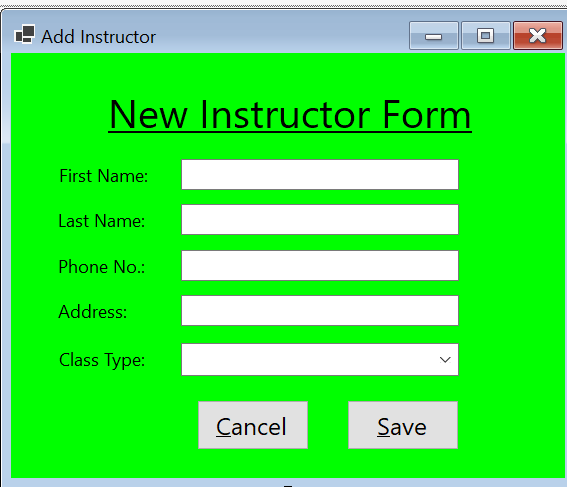 Add Instructor
New Instructor Form
First Name:
Last Name:
Phone No.:
Address:
Class Type:
Cancel Save